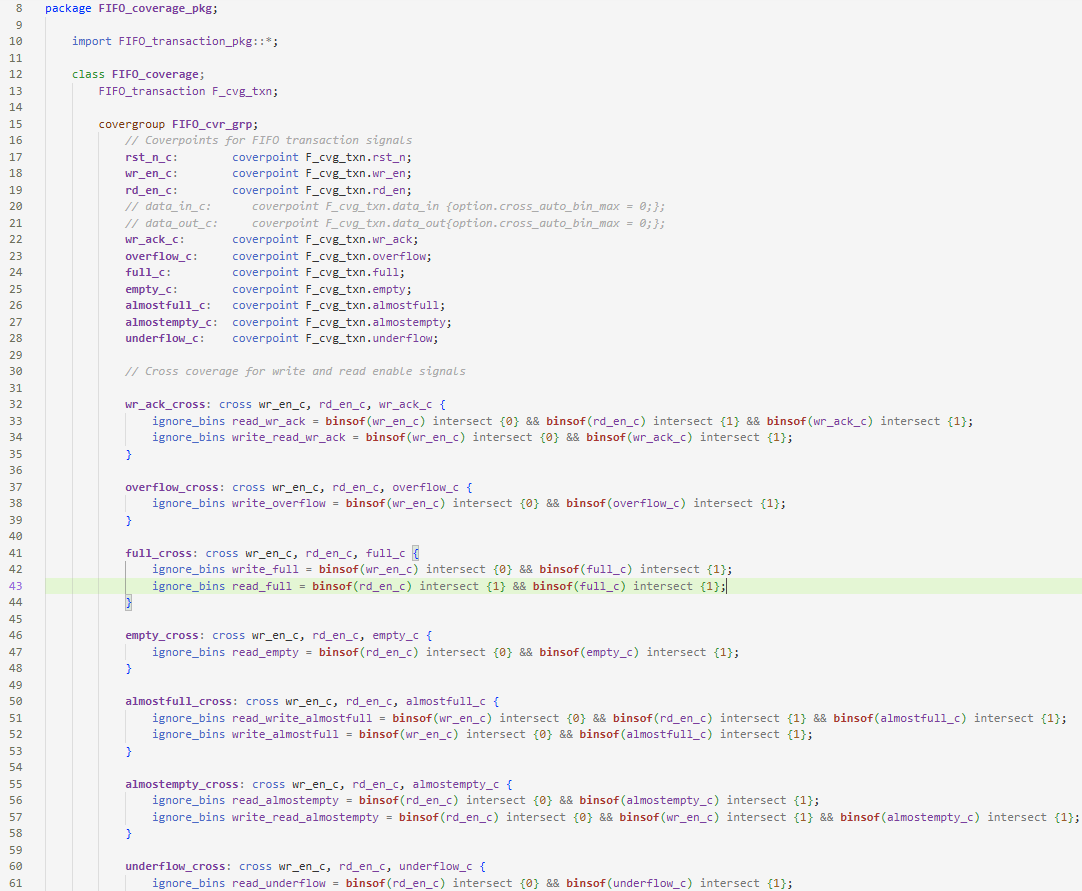 8 package FIFO_coverage_pkg;
9
10 import FIFO_transaction_pkg::*;
11
12 class FIFO_coverage;
13 FIFO_transaction F_cvg_txn;
14
15 covergroup FIFO_cvr_grp;
16 // Coverpoints for FIFO transaction signals
17 rst_n_c: coverpoint F_cvg_txn.rst_n;
18 wr_en_c: coverpoint F_cvg_txn.wr_en;
19 rd_en_c: coverpoint F_cvg_txn.rd_en;
20 // data_in_c: coverpoint F_cvg_txn.data_in {option.cross_auto_bin_max = 0;};
21 // data_out_c: coverpoint F_cvg_txn.data_out{option.cross_auto_bin_max = 0;};
22 wr_ack_c: coverpoint F_cvg_txn.wr_ack;
23 overflow_c: coverpoint F_cvg_txn.overflow;
24 full_c: coverpoint F_cvg_txn.full;
25 empty_c: coverpoint F_cvg_txn.empty;
26 almostfull_c: coverpoint F_cvg_txn.almostfull;
27 almostempty_c: coverpoint F_cvg_txn.almostempty;
28 underflow_c: coverpoint F_cvg_txn.underflow;
29
30 // Cross coverage for write and read enable signals
31
32 wr_ack_cross: cross wr_en_c, rd_en_c, wr_ack_c {
33 ignore_bins read_wr_ack = binsof(wr_en_c) intersect {0} && binsof(rd_en_c) intersect {1} && binsof(wr_ack_c) intersect {1};
34 ignore_bins write_read_wr_ack = binsof(wr_en_c) intersect {0} && binsof(wr_ack_c) intersect {1};
35 }
36
37 overflow_cross: cross wr_en_c, rd_en_c, overflow_c {
38 ignore_bins write_overflow = binsof(wr_en_c) intersect {0} && binsof(overflow_c) intersect {1};
39 }
40
41 full_cross: cross wr_en_c, rd_en_c, full_c {
42 ignore_bins write_full = binsof(wr_en_c) intersect {0} && binsof(full_c) intersect {1};
43 ignore_bins read_full = binsof(rd_en_c) intersect {1} && binsof(full_c) intersect {1};
44 }
45
46 empty_cross: cross wr_en_c, rd_en_c, empty_c {
47 ignore_bins read_empty = binsof(rd_en_c) intersect {0} && binsof(empty_c) intersect {1};
48 }
49
50 almostfull_cross: cross wr_en_c, rd_en_c, almostfull_c {
51 ignore_bins read_write_almostfull = binsof(wr_en_c) intersect {0} && binsof(rd_en_c) intersect {1} && binsof(almostfull_c) intersect {1};
52 ignore_bins write_almostfull = binsof(wr_en_c) intersect {0} && binsof(almostfull_c) intersect {1};
53 }
54
55 almostempty_cross: cross wr_en_c, rd_en_c, almostempty_c {
56 ignore_bins read_almostempty = binsof(rd_en_c) intersect {0} && binsof(almostempty_c) intersect {1};
57 ignore_bins write_read_almostempty = binsof(rd_en_c) intersect {0} && binsof(wr_en_c) intersect {1} && binsof(almostempty_c) intersect {1};
58 }
59
60 underflow_cross: cross wr_en_c, rd_en_c, underflow_c {
61 ignore_bins read_underflow = binsof(rd_en_c) intersect {0} && binsof(underflow_c) intersect {1};